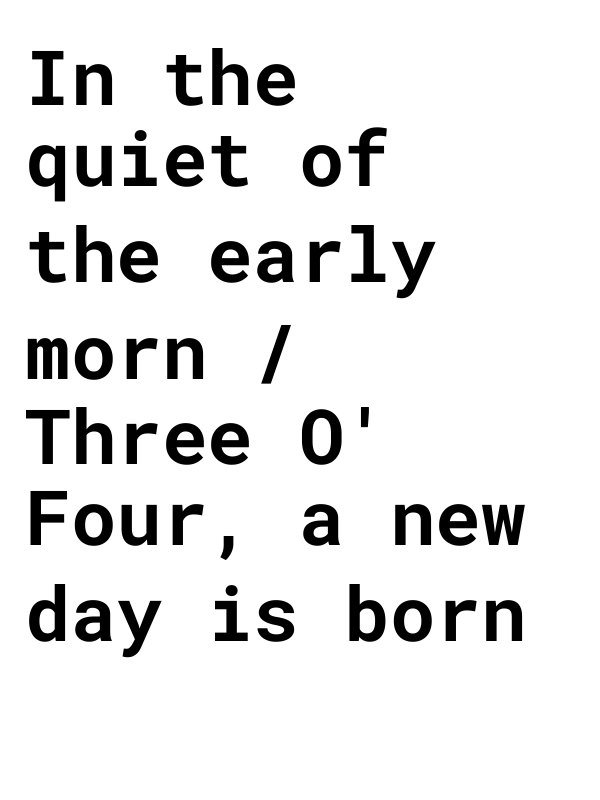 In the
quiet of
the early
morn /
Three O'
Four, a new
day is born